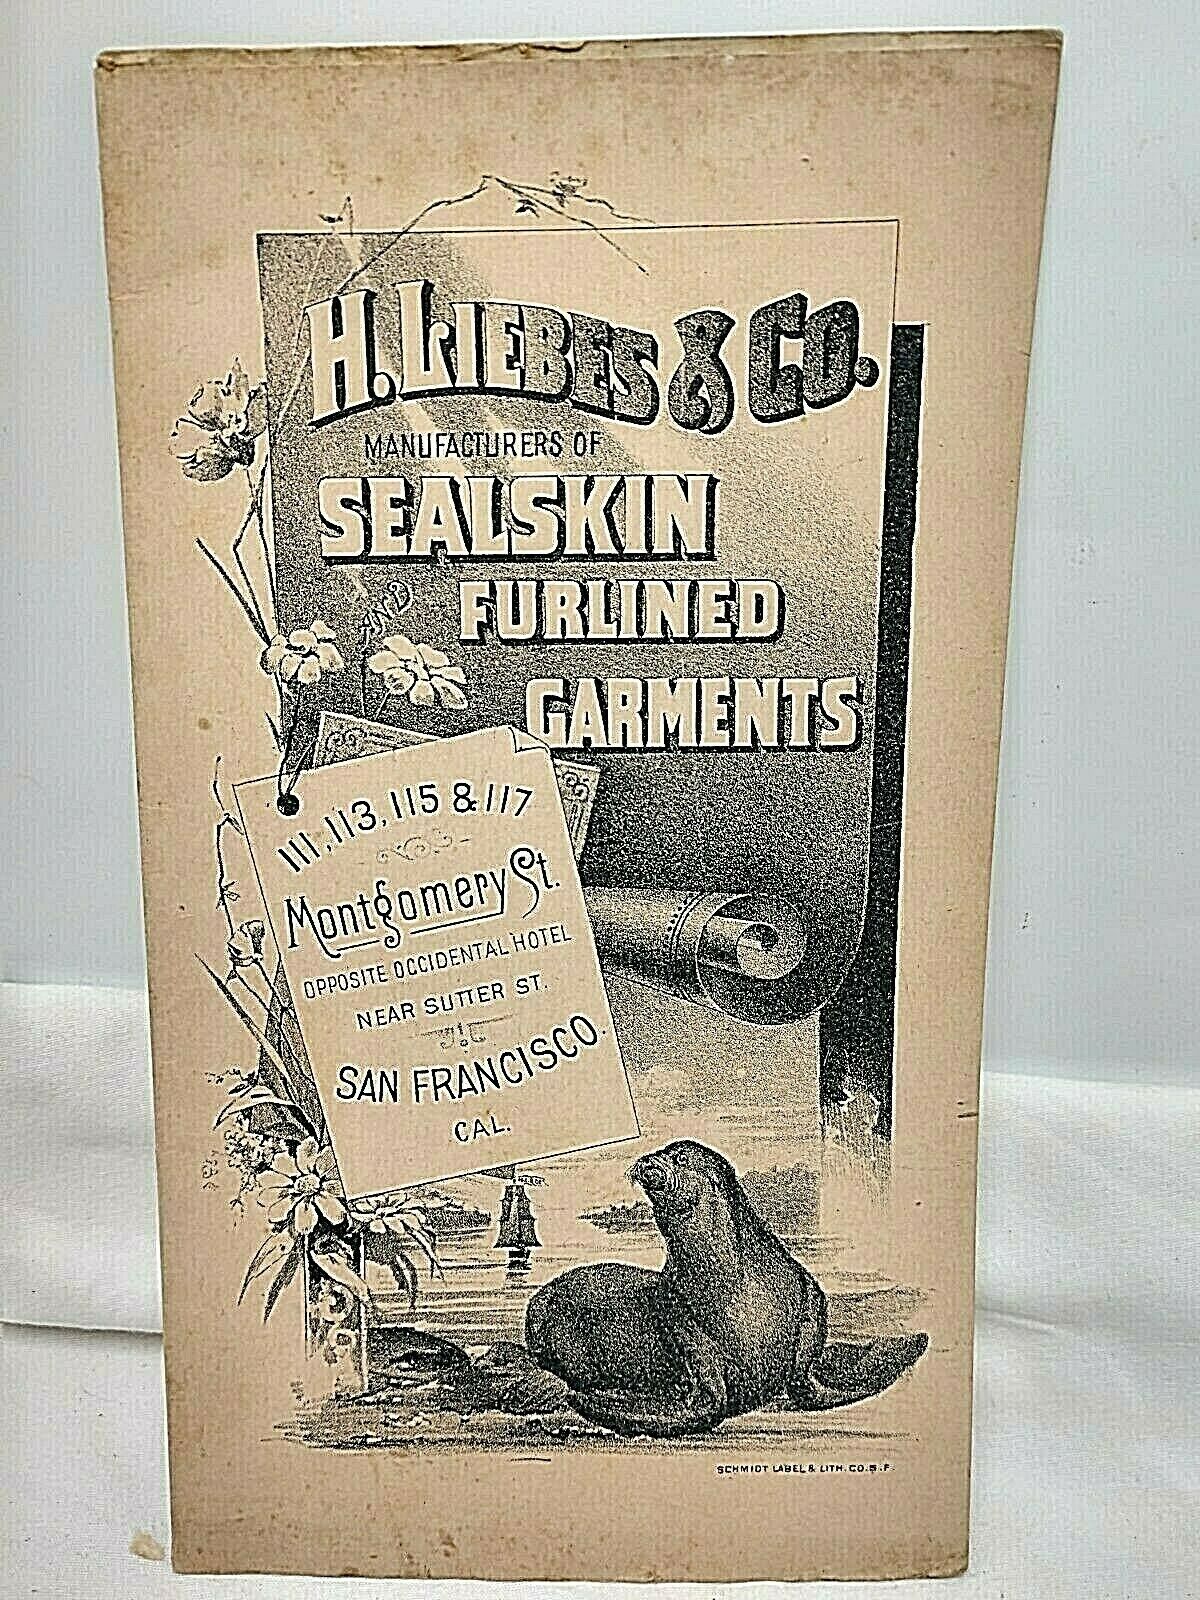 H. LIEBES & CO.
MANUFACTURERS OF
SEALSKIN
AND FURLINED
GARMENTS
111, 113, 115 & 117
Montgomery St.
OPPOSITE OCCIDENTAL HOTEL
NEAR SUTTER ST.
SAN FRANCISCO.
CAL.
SCHMIDT LABEL & LITH. CO. S. F.